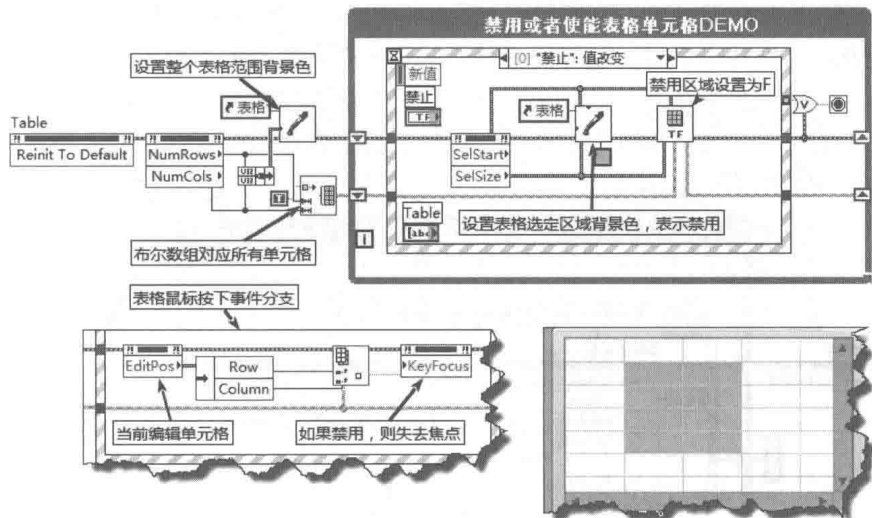 禁用或者使能表格单元格DEMO
设置整个表格范围背景色
[0] "禁止": 值改变
新值
禁止
TF
禁用区域设置为F
表格
表格
Table
Reinit To Default
NumRows
NumCols
T
SelStart
SelSize
TF
V
Table
abc
设置表格选定区域背景色，表示禁用
布尔数组对应所有单元格
i
表格鼠标按下事件分支
EditPos
Row
Column
KeyFocus
当前编辑单元格
如果禁用，则失去焦点